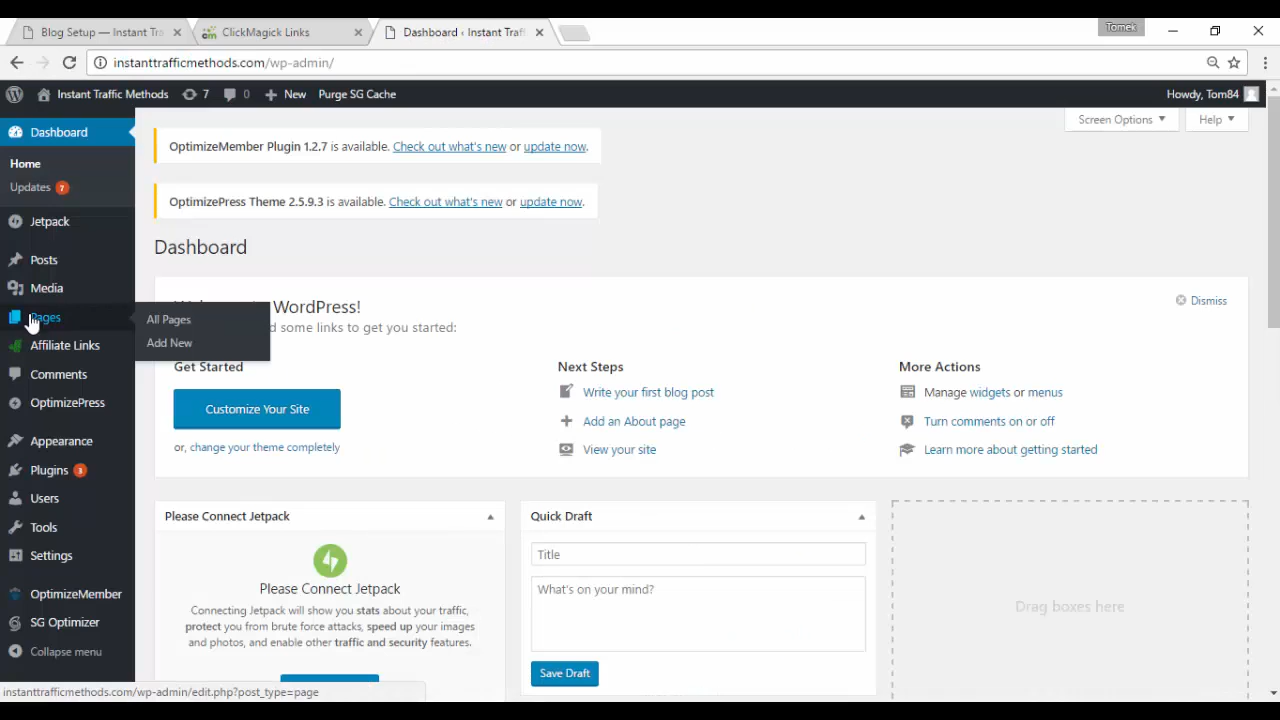 Tomek
Blog Setup — Instant Tra
ClickMagick Links
Dashboard ‹ Instant Traff
instanttrafficmethods.com/wp-admin/
Instant Traffic Methods
7
0
New
Purge SG Cache
Howdy, Tom84
Dashboard
Home
Updates 7
Jetpack
Posts
Media
Pages
All Pages
Add New
Affiliate Links
Comments
OptimizePress
Appearance
Plugins 3
Users
Tools
Settings
OptimizeMember
SG Optimizer
Collapse menu
Screen Options
Help
OptimizeMember Plugin 1.2.7 is available. Check out what's new or update now.
OptimizePress Theme 2.5.9.3 is available. Check out what's new or update now.
Dashboard
WordPress!
d some links to get you started:
Dismiss
Get Started
Customize Your Site
or, change your theme completely
Next Steps
Write your first blog post
Add an About page
View your site
More Actions
Manage widgets or menus
Turn comments on or off
Learn more about getting started
Please Connect Jetpack
Please Connect Jetpack
Connecting Jetpack will show you stats about your traffic,
protect you from brute force attacks, speed up your images
and photos, and enable other traffic and security features.
Quick Draft
Title
What's on your mind?
Save Draft
Drag boxes here
instanttrafficmethods.com/wp-admin/edit.php?post_type=page